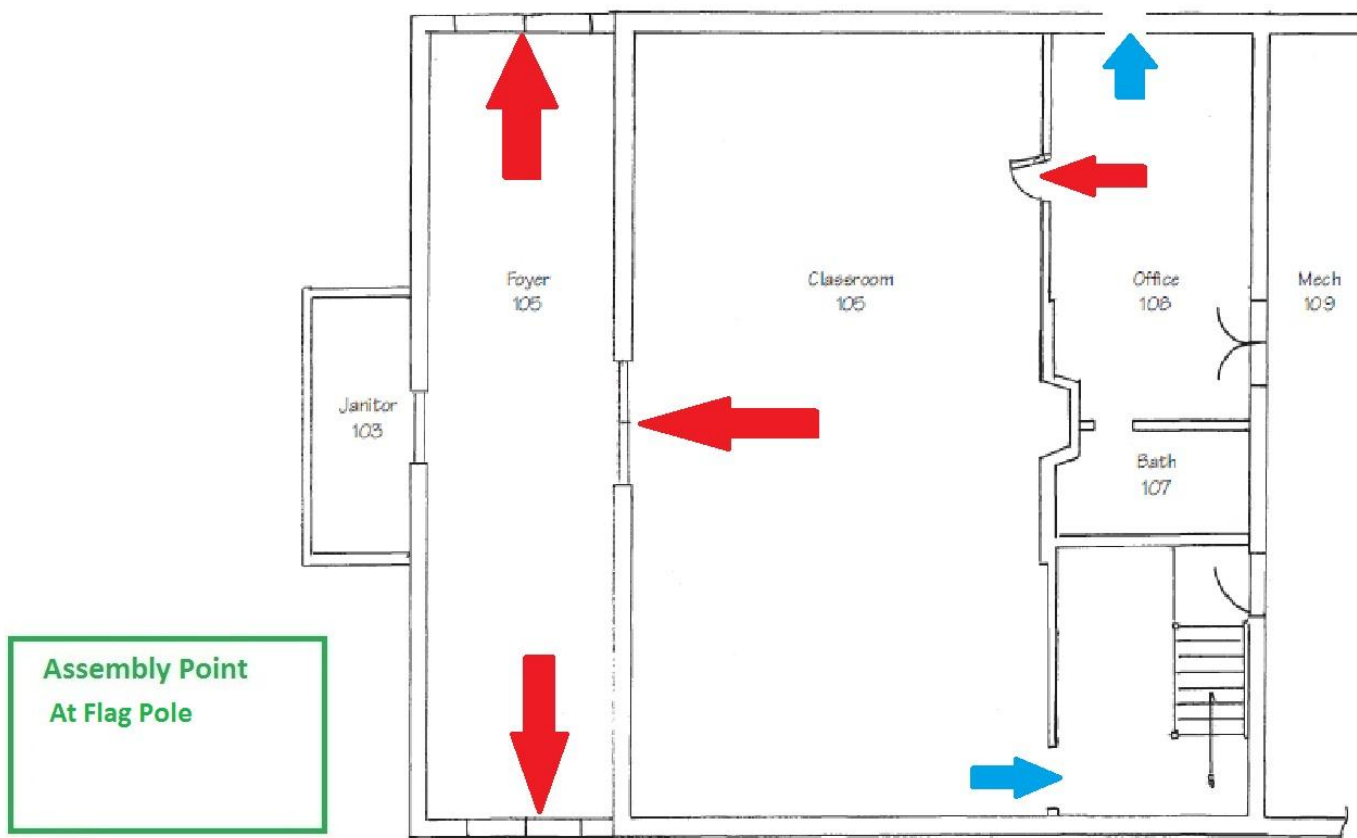 Foyer
105
Classroom
105
Office
108
Mech
109
Janitor
103
Bath
107
Assembly Point
At Flag Pole